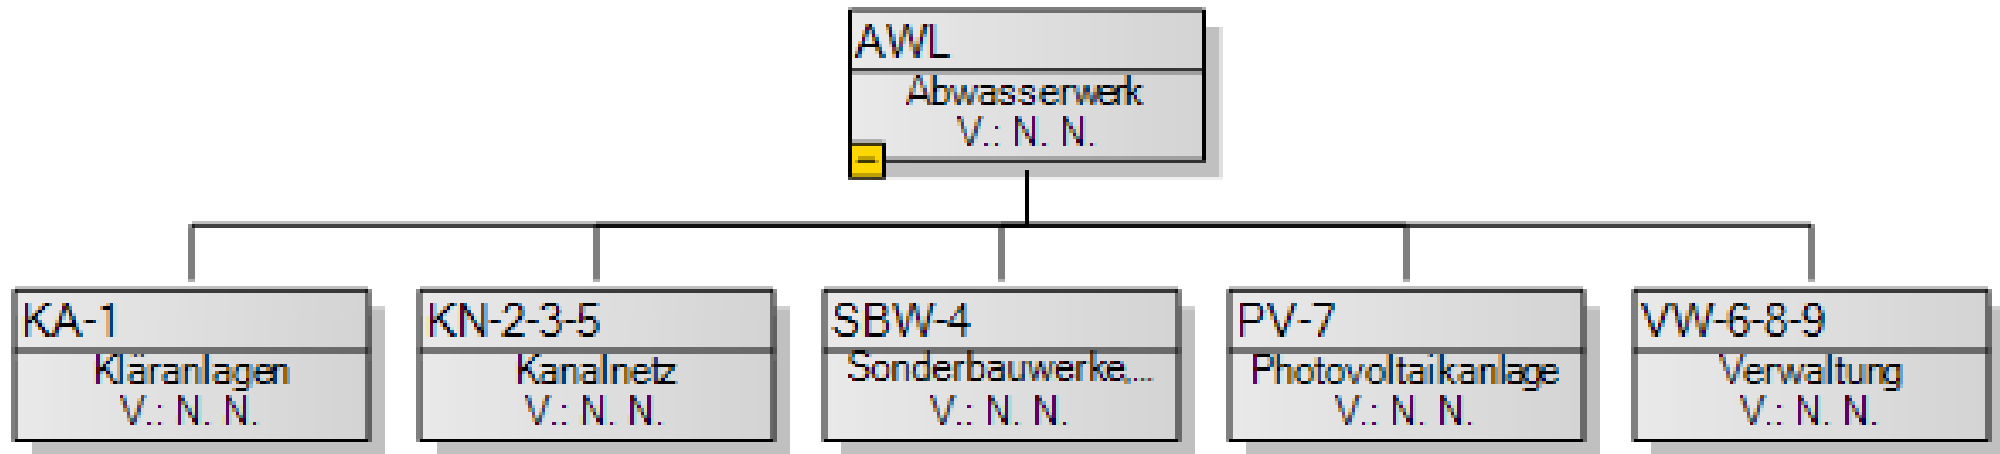 AWL
Abwasserwerk
V.: N. N.
KA-1
Kläranlagen
V.: N. N.
KN-2-3-5
Kanalnetz
V.: N. N.
SBW-4
Sonderbauwerke,...
V.: N. N.
PV-7
Photovoltaikanlage
V.: N. N.
VW-6-8-9
Verwaltung
V.: N. N.